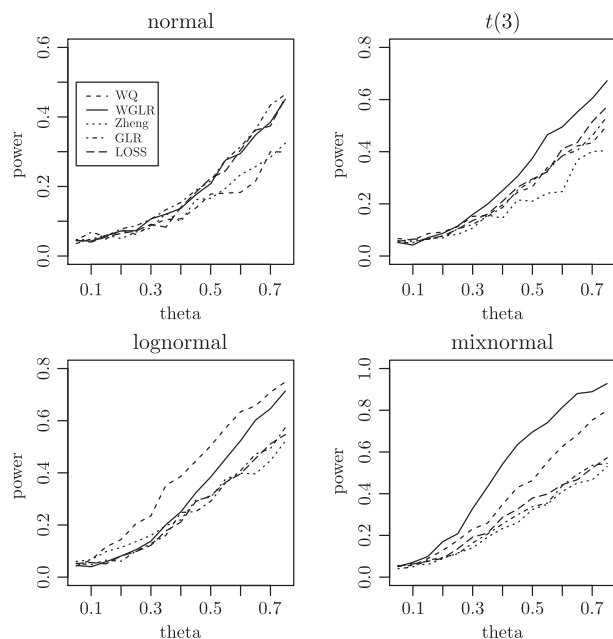 normal
power
0.0 0.2 0.4 0.6
WQ
WGLR
Zheng
GLR
LOSS
0.1 0.3 0.5 0.7
theta
t(3)
power
0.0 0.2 0.4 0.6 0.8
0.1 0.3 0.5 0.7
theta
lognormal
power
0.0 0.2 0.4 0.6 0.8
0.1 0.3 0.5 0.7
theta
mixnormal
power
0.0 0.2 0.4 0.6 0.8 1.0
0.1 0.3 0.5 0.7
theta